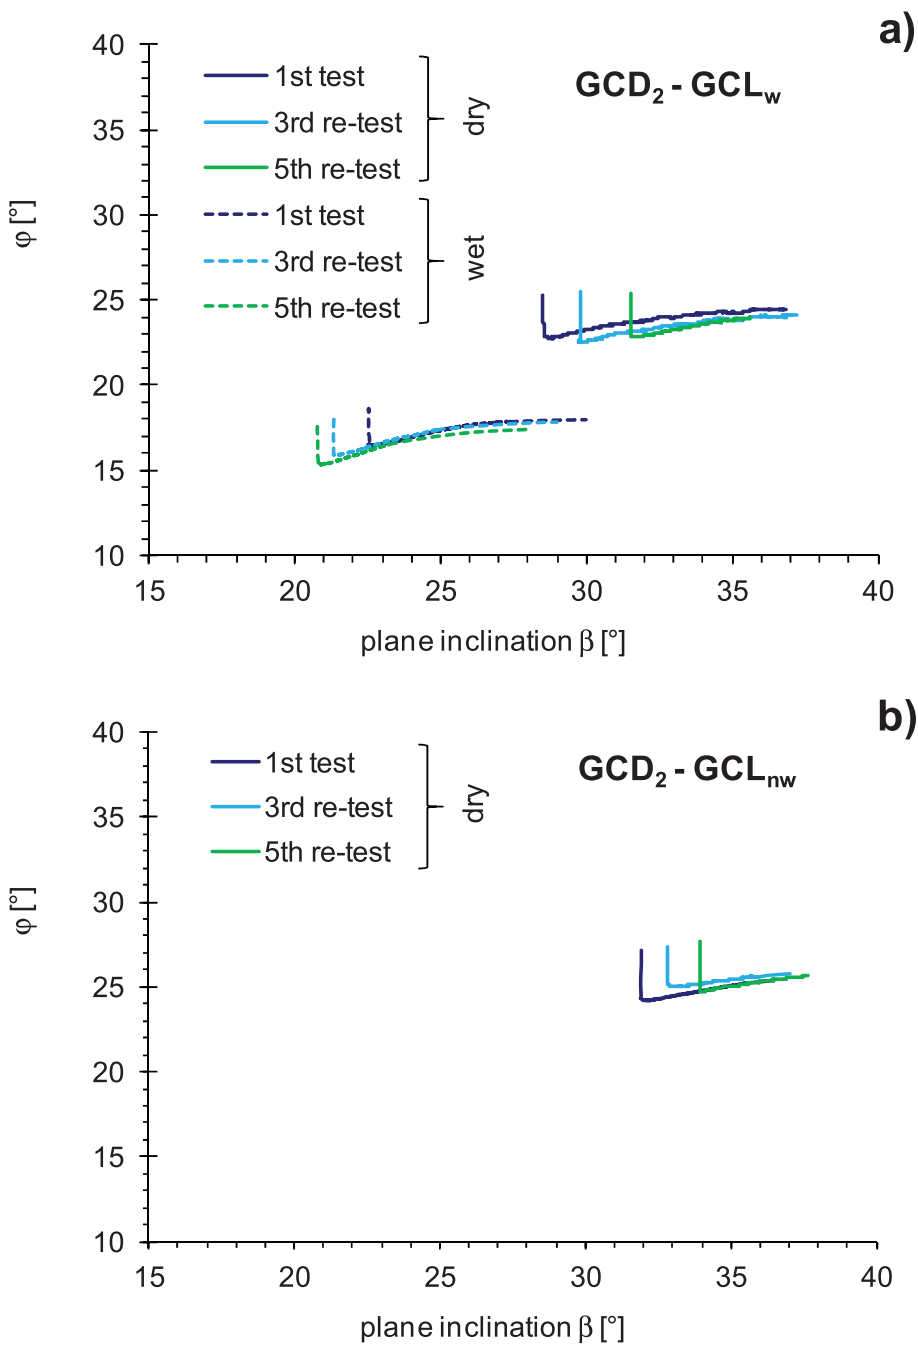 a)
GCD₂ - GCLw
40
35
30
25
20
15
10
φ [°]
1st test
3rd re-test
5th re-test
dry
1st test
3rd re-test
5th re-test
wet
15 20 25 30 35 40
plane inclination β [°]
b)
GCD₂ - GCLnw
40
35
30
25
20
15
10
φ [°]
1st test
3rd re-test
5th re-test
dry
15 20 25 30 35 40
plane inclination β [°]